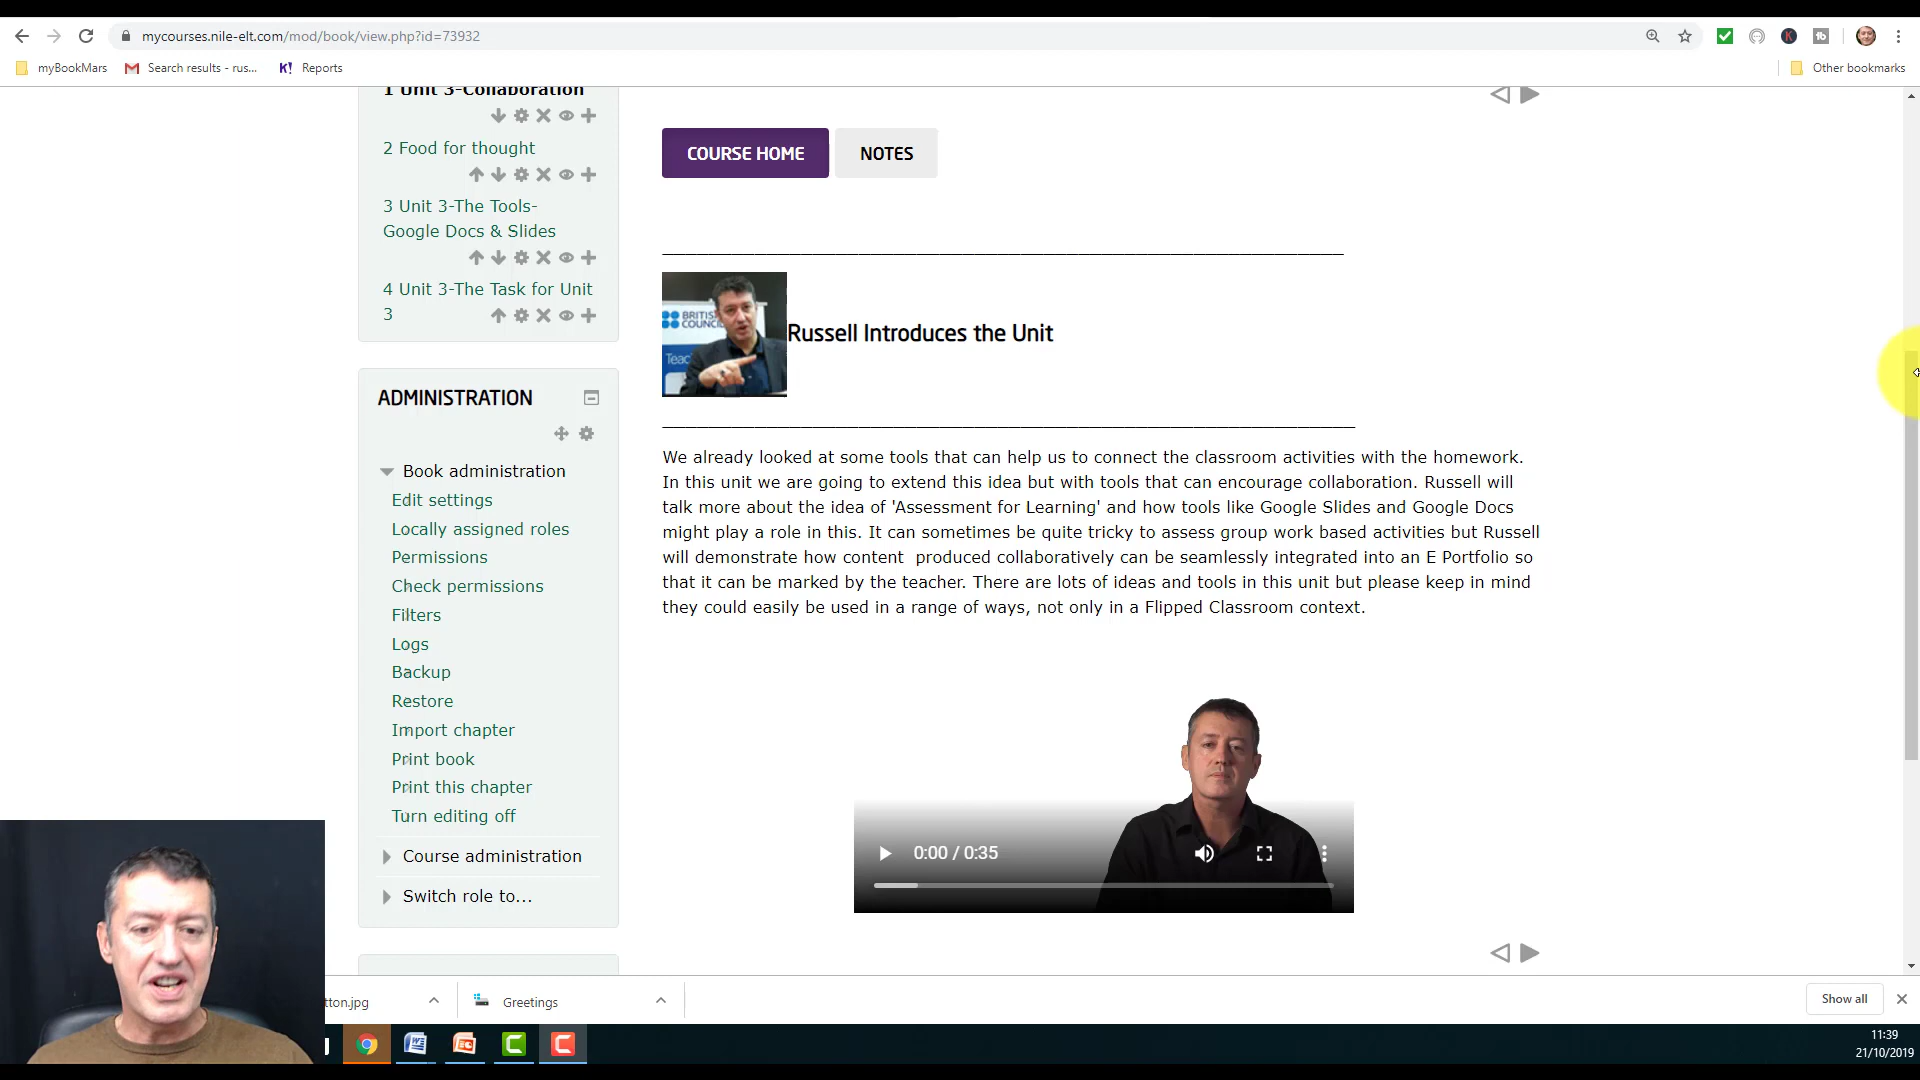 mycourses.nile-elt.com/mod/book/view.php?id=73932
myBookMars
Search results - rus...
K! Reports
Other bookmarks
1 Unit 3-Collaboration
2 Food for thought
3 Unit 3-The Tools-
Google Docs & Slides
4 Unit 3-The Task for Unit
3
ADMINISTRATION
Book administration
Edit settings
Locally assigned roles
Permissions
Check permissions
Filters
Logs
Backup
Restore
Import chapter
Print book
Print this chapter
Turn editing off
Course administration
Switch role to...
COURSE HOME
NOTES
BRITISH
COUNCIL
Teac
Russell Introduces the Unit
We already looked at some tools that can help us to connect the classroom activities with the homework.
In this unit we are going to extend this idea but with tools that can encourage collaboration. Russell will
talk more about the idea of 'Assessment for Learning' and how tools like Google Slides and Google Docs
might play a role in this. It can sometimes be quite tricky to assess group work based activities but Russell
will demonstrate how content produced collaboratively can be seamlessly integrated into an E Portfolio so
that it can be marked by the teacher. There are lots of ideas and tools in this unit but please keep in mind
they could easily be used in a range of ways, not only in a Flipped Classroom context.
0:00 / 0:35
tton.jpg
Greetings
Show all
11:39
21/10/2019